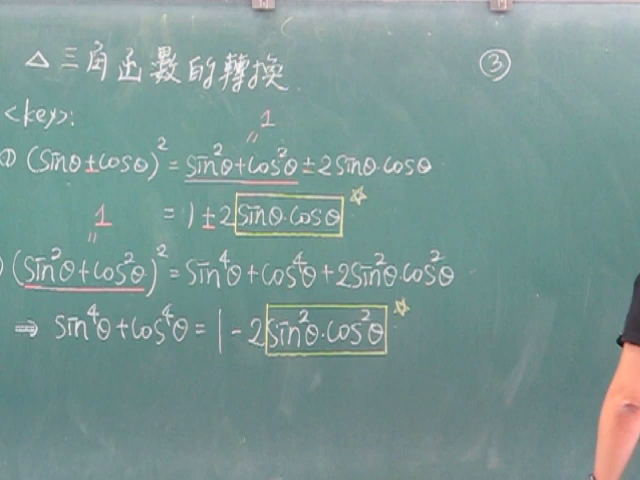 △ 三角函數的轉換
③
<key>:
① (sinθ±cosθ)² = sin²θ+cos²θ ± 2sinθ·cosθ
" 1
= 1 ± 2 sinθ·cosθ ☆
1 "
(sin²θ+cos²θ)² = sin⁴θ+cos⁴θ+2sin²θ·cos²θ
⇒ sin⁴θ+cos⁴θ = 1 - 2 sin²θ·cos²θ ☆